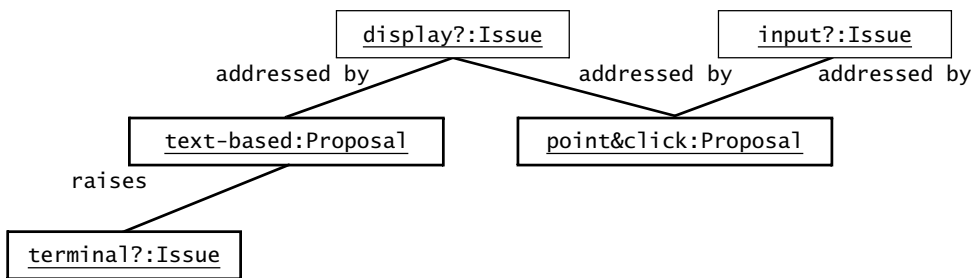 display?:Issue
input?:Issue
addressed by
addressed by
addressed by
text-based:Proposal
point&click:Proposal
raises
terminal?:Issue